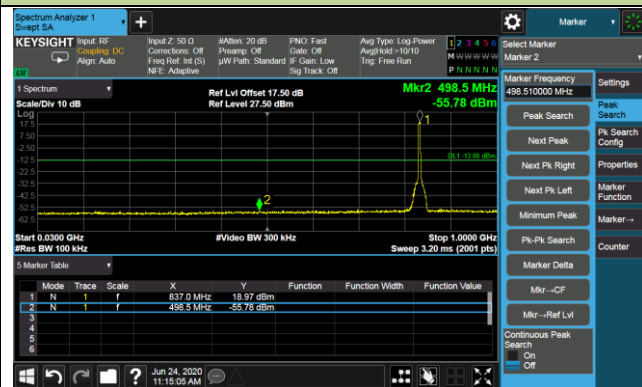 Spectrum Analyzer 1
Swept SA
Marker
KEYSIGHT
Input: RF
Coupling: DC
Align: Auto
Input Z: 50 Ω
Corrections: Off
Freq Ref: Int (S)
NFE: Adaptive
#Atten: 20 dB
Preamp: Off
µW Path: Standard
PNO: Fast
Gate: Off
IF Gain: Low
Sig Track: Off
Avg Type: Log-Power
Avg|Hold:>10/10
Trig: Free Run
1 2 3 4 5 6
M W W W W W
P N N N N N
LXI
Select Marker
Marker 2
1 Spectrum
Scale/Div 10 dB
Ref Lvl Offset 17.50 dB
Ref Level 27.50 dBm
Mkr2 498.5 MHz
-55.78 dBm
Log
17.5
7.50
-2.50
-12.5
-22.5
-32.5
-42.5
-52.5
-62.5
1
DL1 -13.00 dBm
2
Start 0.0300 GHz
#Res BW 100 kHz
#Video BW 300 kHz
Stop 1.0000 GHz
Sweep 3.20 ms (2001 pts)
5 Marker Table
Mode Trace Scale X Y Function Function Width Function Value
1 N 1 f 837.0 MHz 18.97 dBm
2 N 1 f 498.5 MHz -55.78 dBm
3
4
5
6
Marker Frequency
498.510000 MHz
Peak Search
Next Peak
Next Pk Right
Next Pk Left
Minimum Peak
Pk-Pk Search
Marker Delta
Mkr→CF
Mkr→Ref Lvl
Continuous Peak
Search
On
Off
Settings
Peak
Search
Pk Search
Config
Properties
Marker
Function
Marker→
Counter
?
Jun 24, 2020
11:15:05 AM